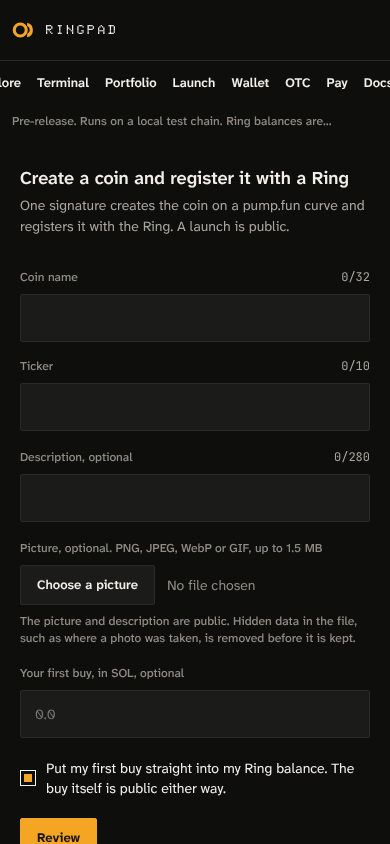 RINGPAD
lore Terminal Portfolio Launch Wallet OTC Pay Docs
Pre-release. Runs on a local test chain. Ring balances are...
Create a coin and register it with a Ring
One signature creates the coin on a pump.fun curve and
registers it with the Ring. A launch is public.
Coin name 0/32
Ticker 0/10
Description, optional 0/280
Picture, optional. PNG, JPEG, WebP or GIF, up to 1.5 MB
Choose a picture No file chosen
The picture and description are public. Hidden data in the file,
such as where a photo was taken, is removed before it is kept.
Your first buy, in SOL, optional
0.0
Put my first buy straight into my Ring balance. The
buy itself is public either way.
Review